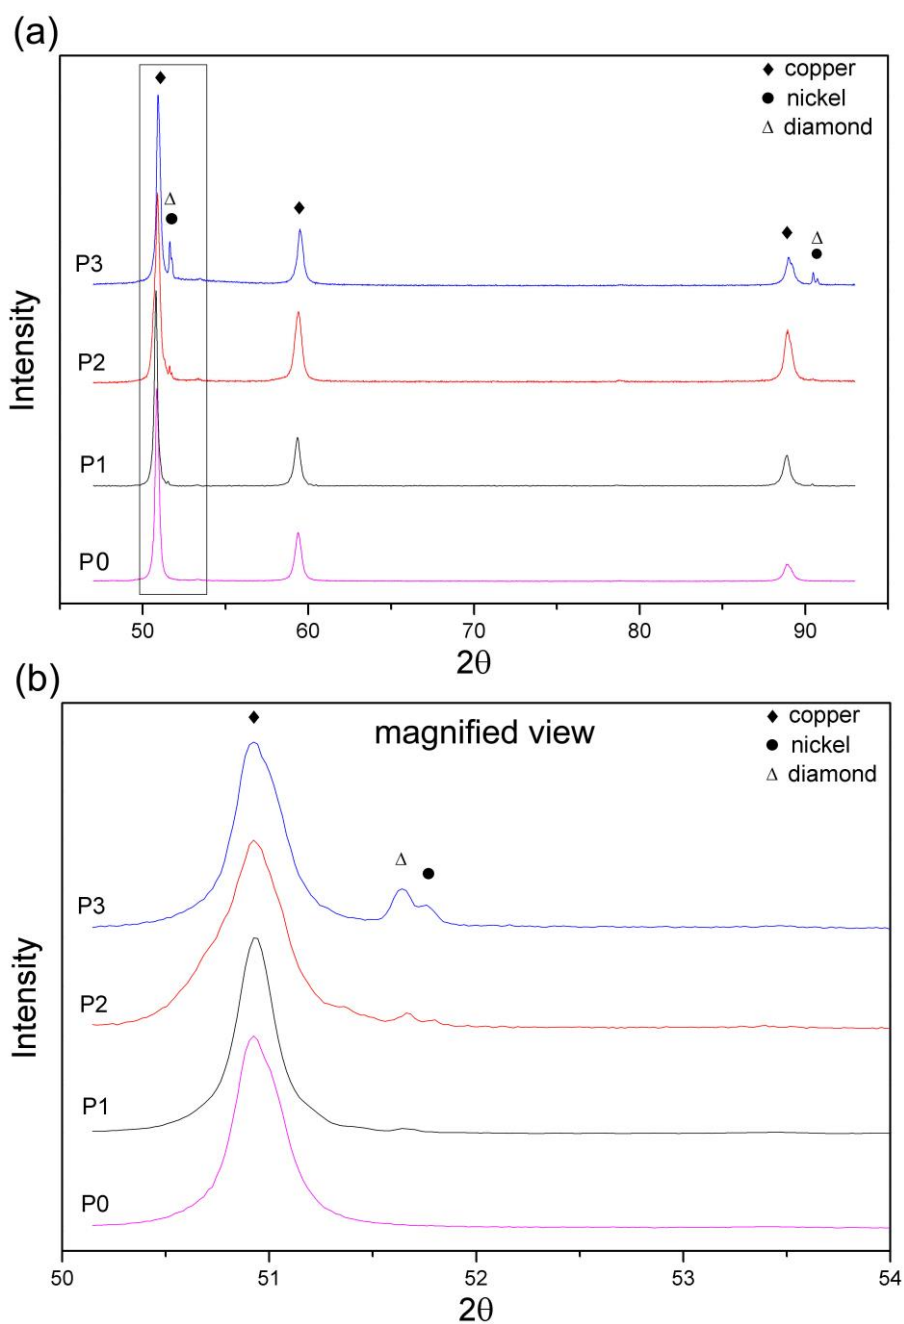 (a)
◆ copper
● nickel
Δ diamond
Δ
Δ
P3
P2
P1
P0
Intensity
50 60 70 80 90
2θ
(b)
magnified view
◆ copper
● nickel
Δ diamond
Δ
P3
P2
P1
P0
Intensity
50 51 52 53 54
2θ